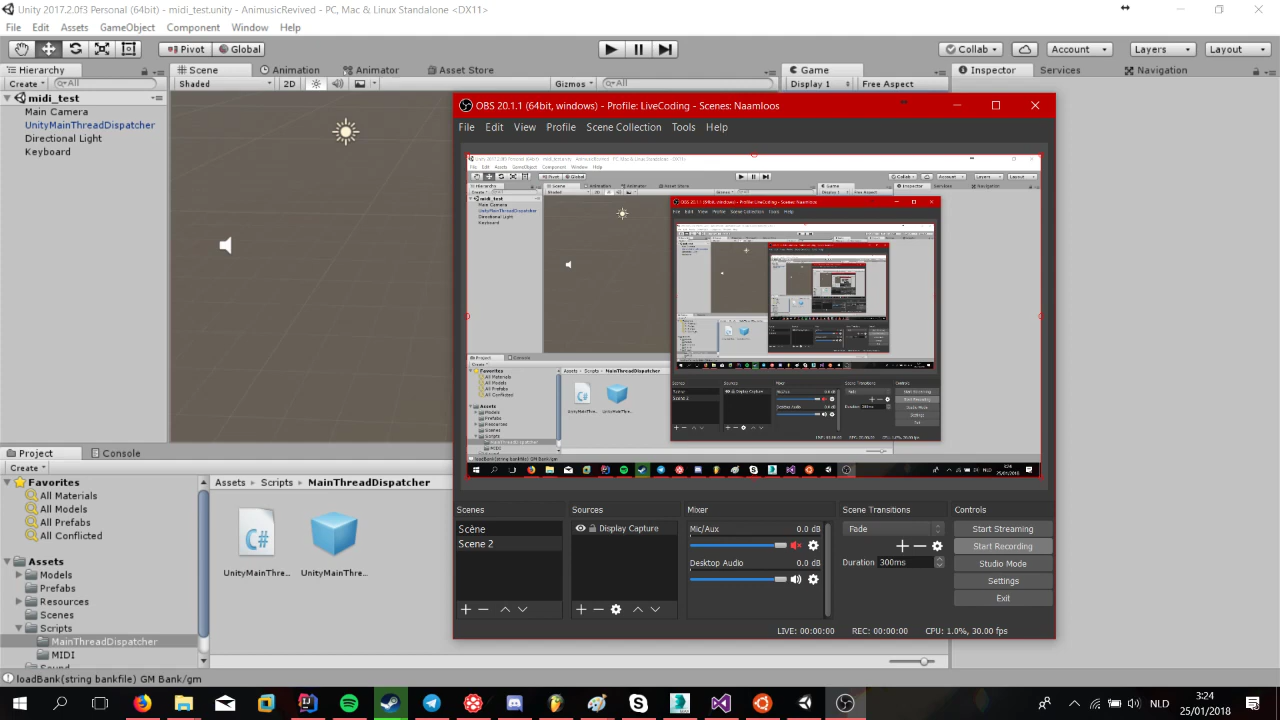 Unity 2017.2.0f3 Personal (64bit) - midi_test.unity - AnimusicRevived - PC, Mac & Linux Standalone <DX11>
File Edit Assets GameObject Component Window Help
Pivot Global Collab Account Layers Layout
Hierarchy Scene Animation Animator Asset Store Game Inspector Services Navigation
Create All Shaded 2D Gizmos All Display 1 Free Aspect
midi_test
Main Camera
UnityMainThreadDispatcher
Directional Light
Keyboard
OBS 20.1.1 (64bit, windows) - Profile: LiveCoding - Scenes: Naamloos
File Edit View Profile Scene Collection Tools Help
Project Console
Create
Favorites
All Materials
All Models
All Prefabs
All Conflicted
Assets
Models
Prefabs
Resources
Scenes
Scripts
MainThreadDispatcher
MIDI
Sound
Assets Scripts MainThreadDispatcher
C#
UnityMainThre... UnityMainThre...
Scenes
Scène
Scene 2
Sources
Display Capture
Mixer
Mic/Aux 0.0 dB
Desktop Audio 0.0 dB
Scene Transitions
Fade
Duration 300ms
Controls
Start Streaming
Start Recording
Studio Mode
Settings
Exit
LIVE: 00:00:00 REC: 00:00:00 CPU: 1.0%, 30.00 fps
loadBank(string bankfile) GM Bank/gm
NLD
3:24
25/01/2018